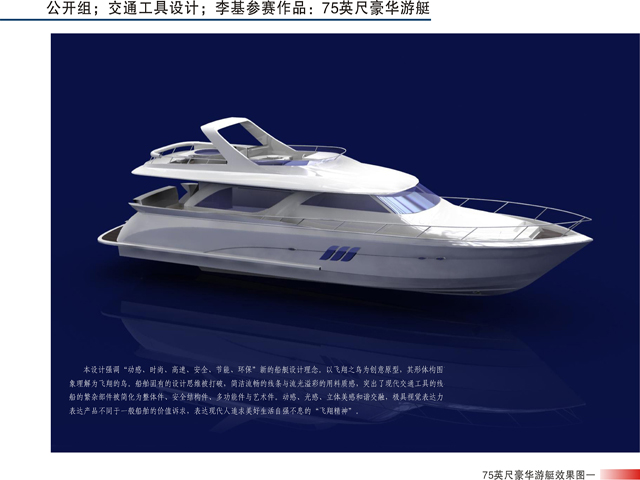 公开组；交通工具设计；李基参赛作品：75英尺豪华游艇
本设计强调“动感、时尚、高速、安全、节能、环保”新的船艇设计理念。以飞翔之鸟为创意原型，其形体构图
象理解为飞翔的鸟。船舶固有的设计思维被打破，简洁流畅的线条与流光溢彩的用料质感，突出了现代交通工具的线
船的繁杂部件被简化为整体件、安全结构件、多功能件与艺术件。动感、光感、立体美感和谐交融，极具视觉表达力
表达产品不同于一般船舶的价值诉求，表达现代人追求美好生活自强不息的“飞翔精神”。
75英尺豪华游艇效果图一